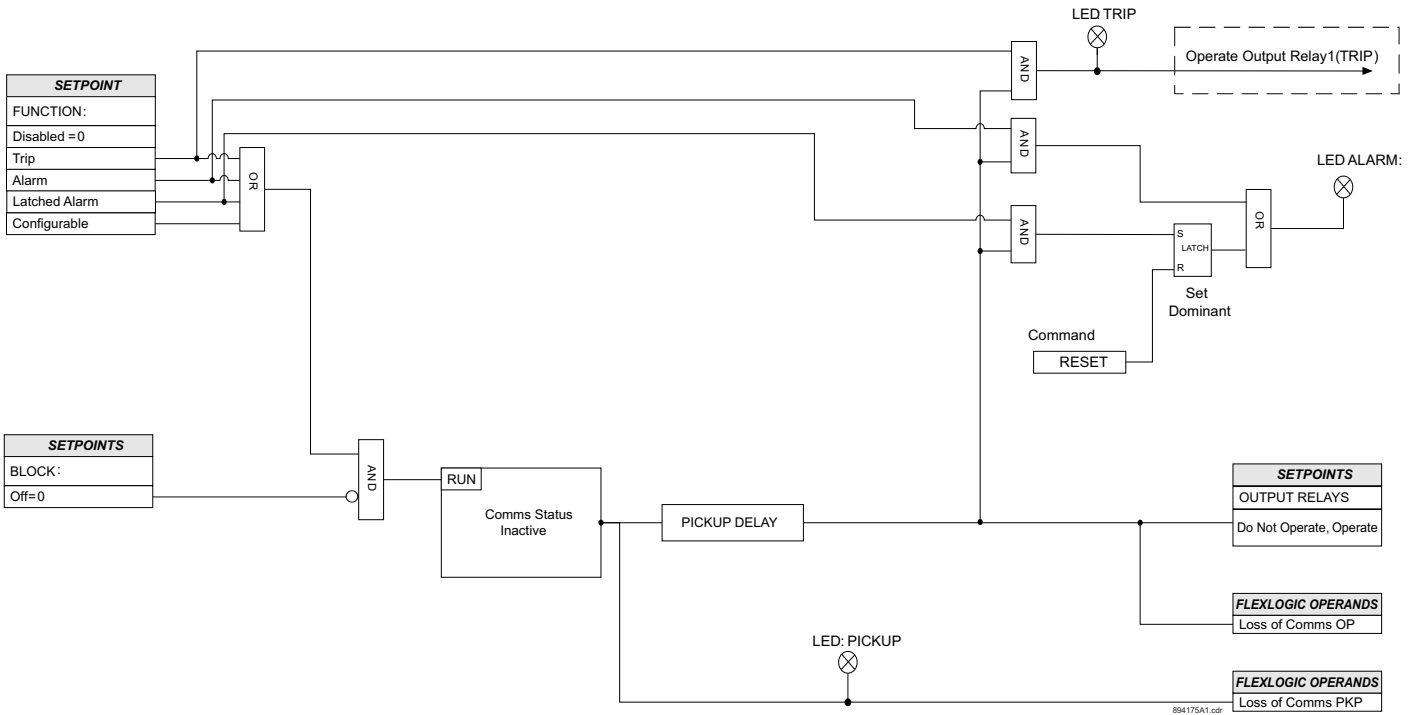 LED TRIP
Operate Output Relay1(TRIP)
AND
SETPOINT
FUNCTION:
Disabled =0
Trip
Alarm
Latched Alarm
Configurable
OR
AND
LED ALARM:
AND
OR
S
LATCH
R
Set
Dominant
Command
RESET
SETPOINTS
BLOCK:
Off=0
AND
RUN
Comms Status
Inactive
PICKUP DELAY
SETPOINTS
OUTPUT RELAYS
Do Not Operate, Operate
FLEXLOGIC OPERANDS
Loss of Comms OP
LED: PICKUP
FLEXLOGIC OPERANDS
Loss of Comms PKP
894175A1.cdr